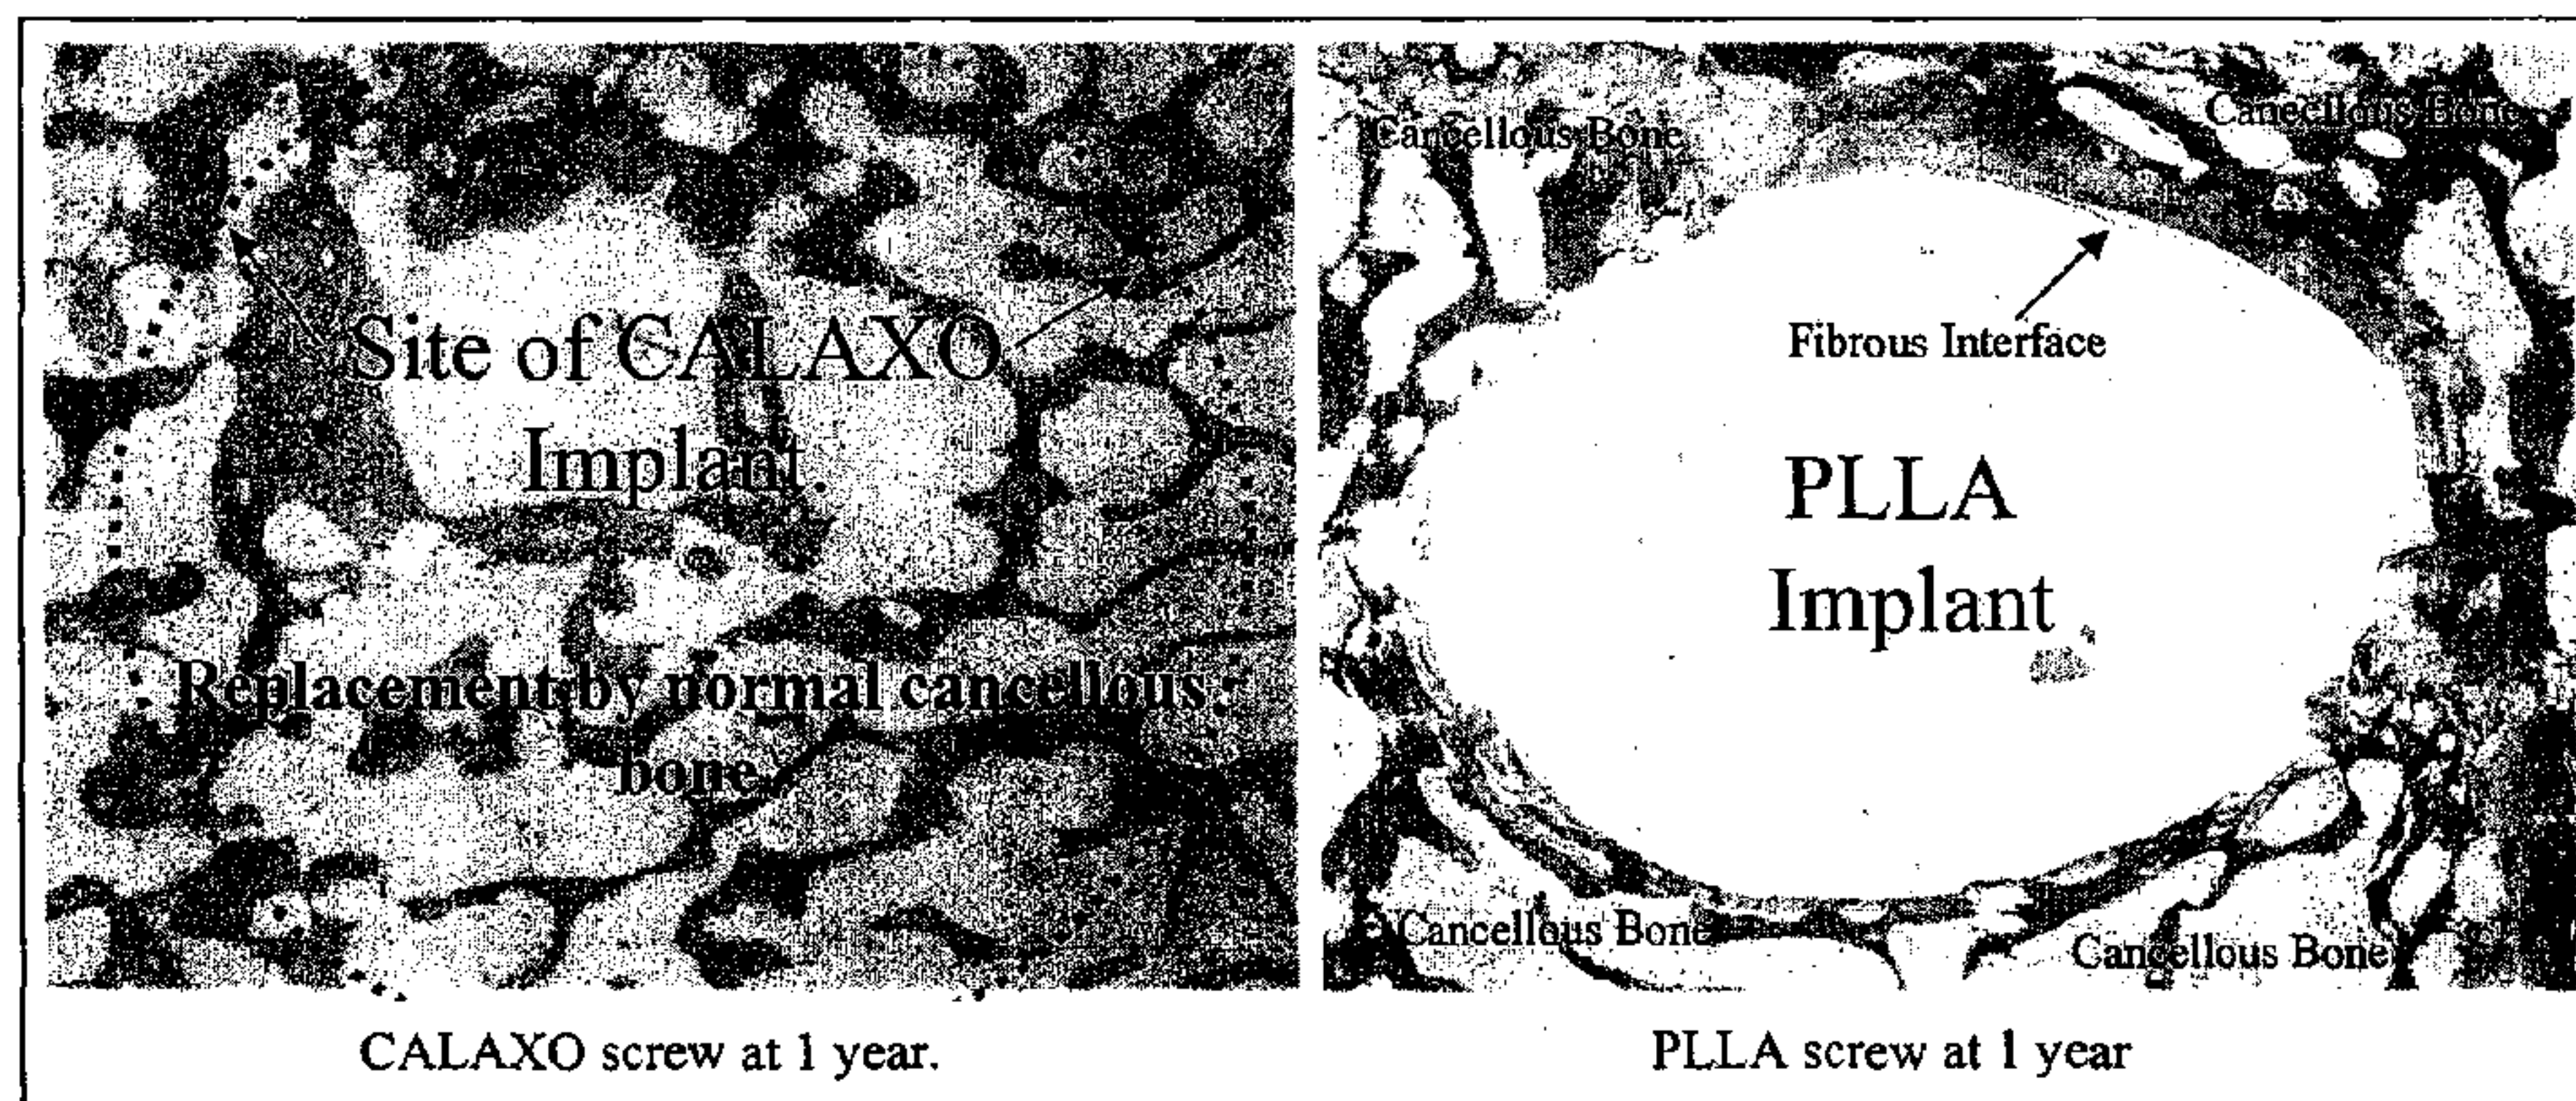 Site of CALAXO
Implant.
Replacement by normal cancellous
bone.
CALAXO screw at 1 year.
Cancellous Bone
Canecllous Bone
Fibrous Interface
PLLA
Implant
Cancellous Bone
Cancellous Bone
PLLA screw at 1 year